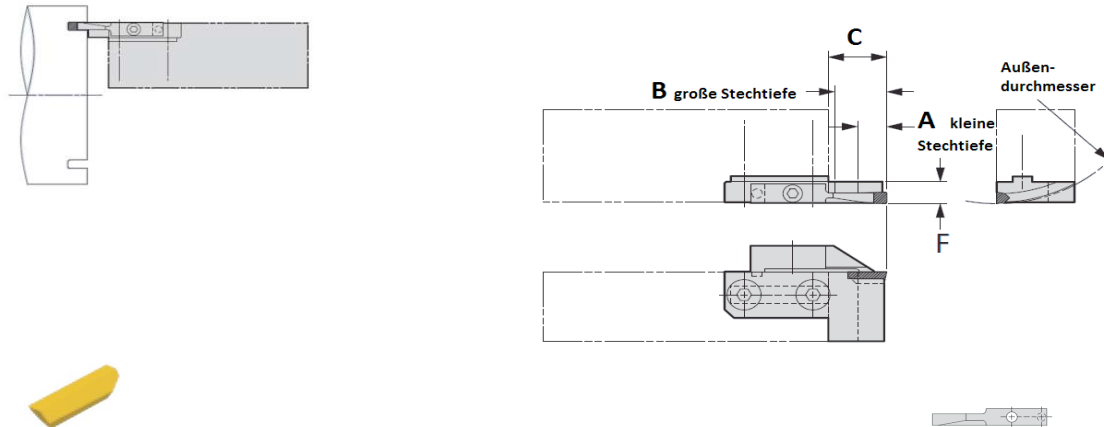 C
Außen-
durchmesser
B große Stechtiefe
A kleine
Stechtiefe
F